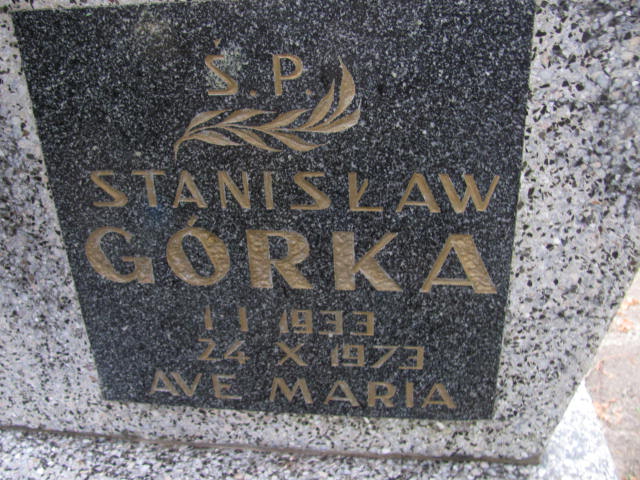 Ś.P.
STANISŁAW
GÓRKA
1 I 1933
24 X 1973
AVE MARIA